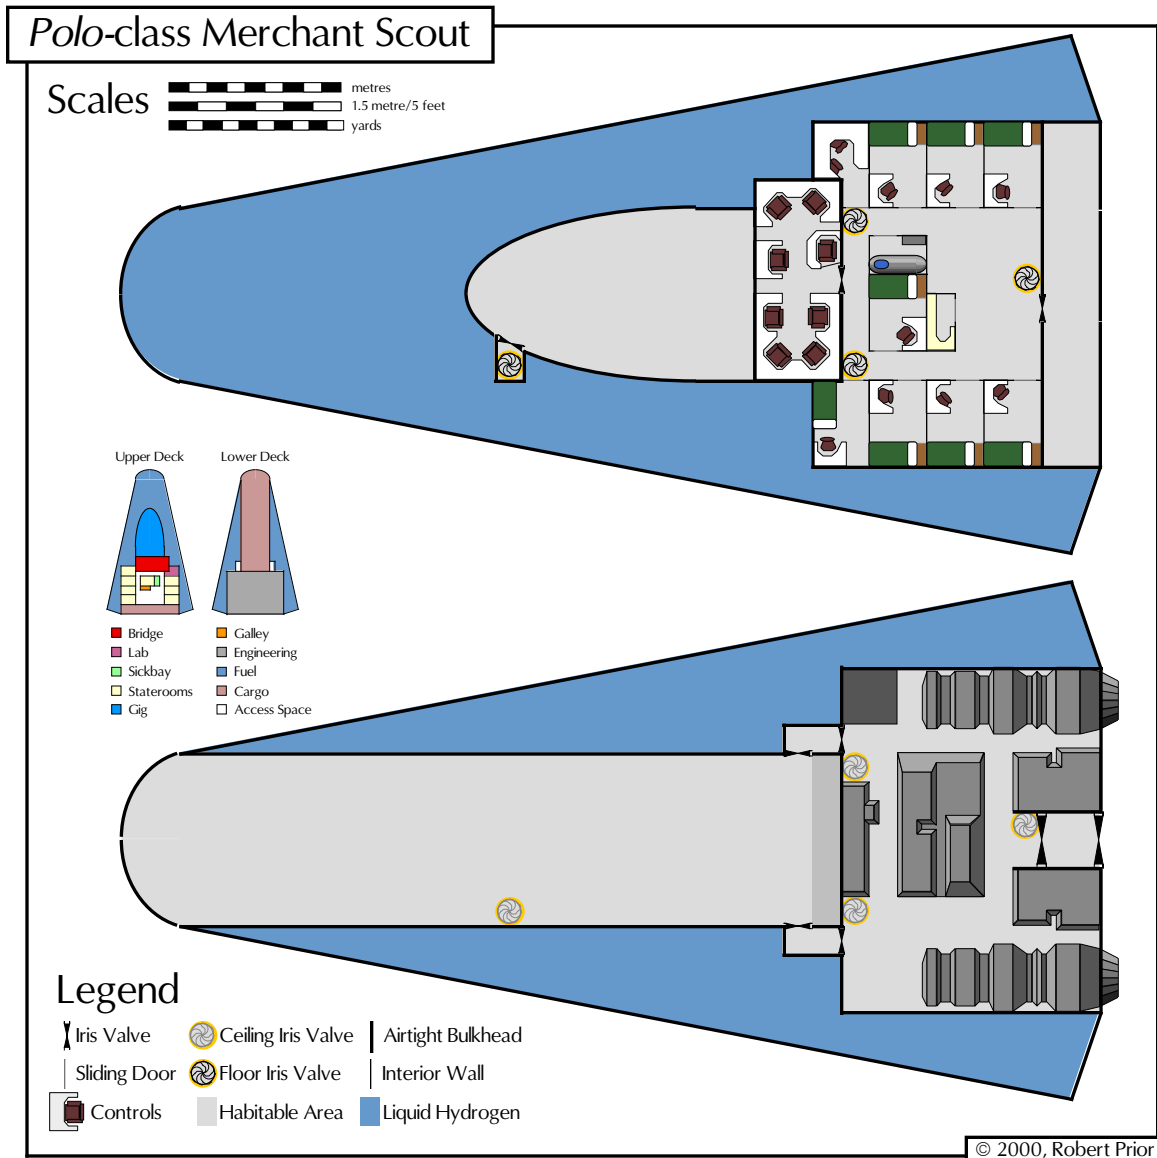 Polo-class Merchant Scout
Scales
metres
1.5 metre/5 feet
yards
Upper Deck
Lower Deck
Bridge
Lab
Sickbay
Staterooms
Gig
Galley
Engineering
Fuel
Cargo
Access Space
Legend
Iris Valve
Ceiling Iris Valve
Airtight Bulkhead
Sliding Door
Floor Iris Valve
Interior Wall
Controls
Habitable Area
Liquid Hydrogen
© 2000, Robert Prior